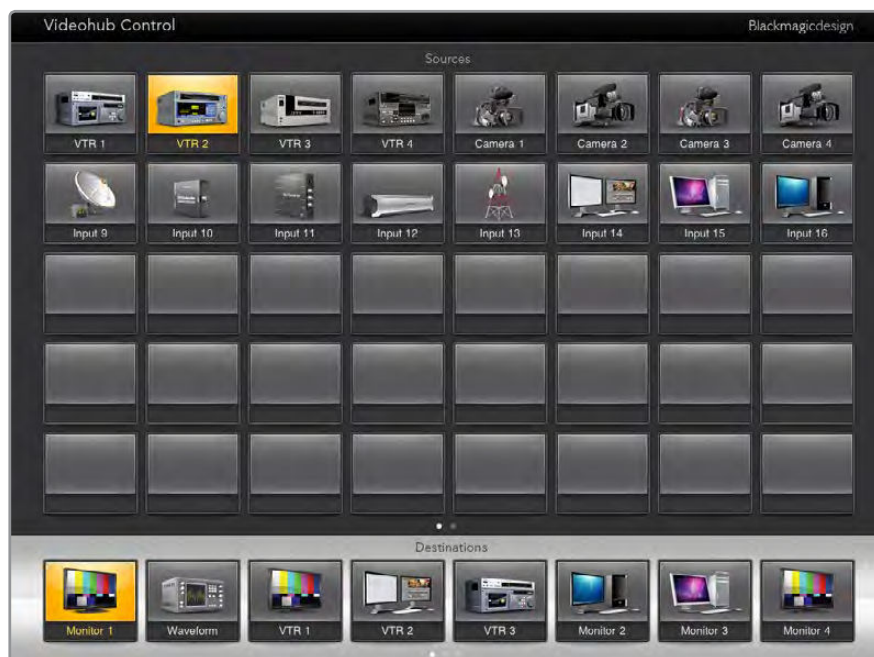 Videohub Control
Blackmagicdesign
Sources
VTR 1
VTR 2
VTR 3
VTR 4
Camera 1
Camera 2
Camera 3
Camera 4
Input 9
Input 10
Input 11
Input 12
Input 13
Input 14
Input 15
Input 16
Destinations
Monitor 1
Waveform
VTR 1
VTR 2
VTR 3
Monitor 2
Monitor 3
Monitor 4